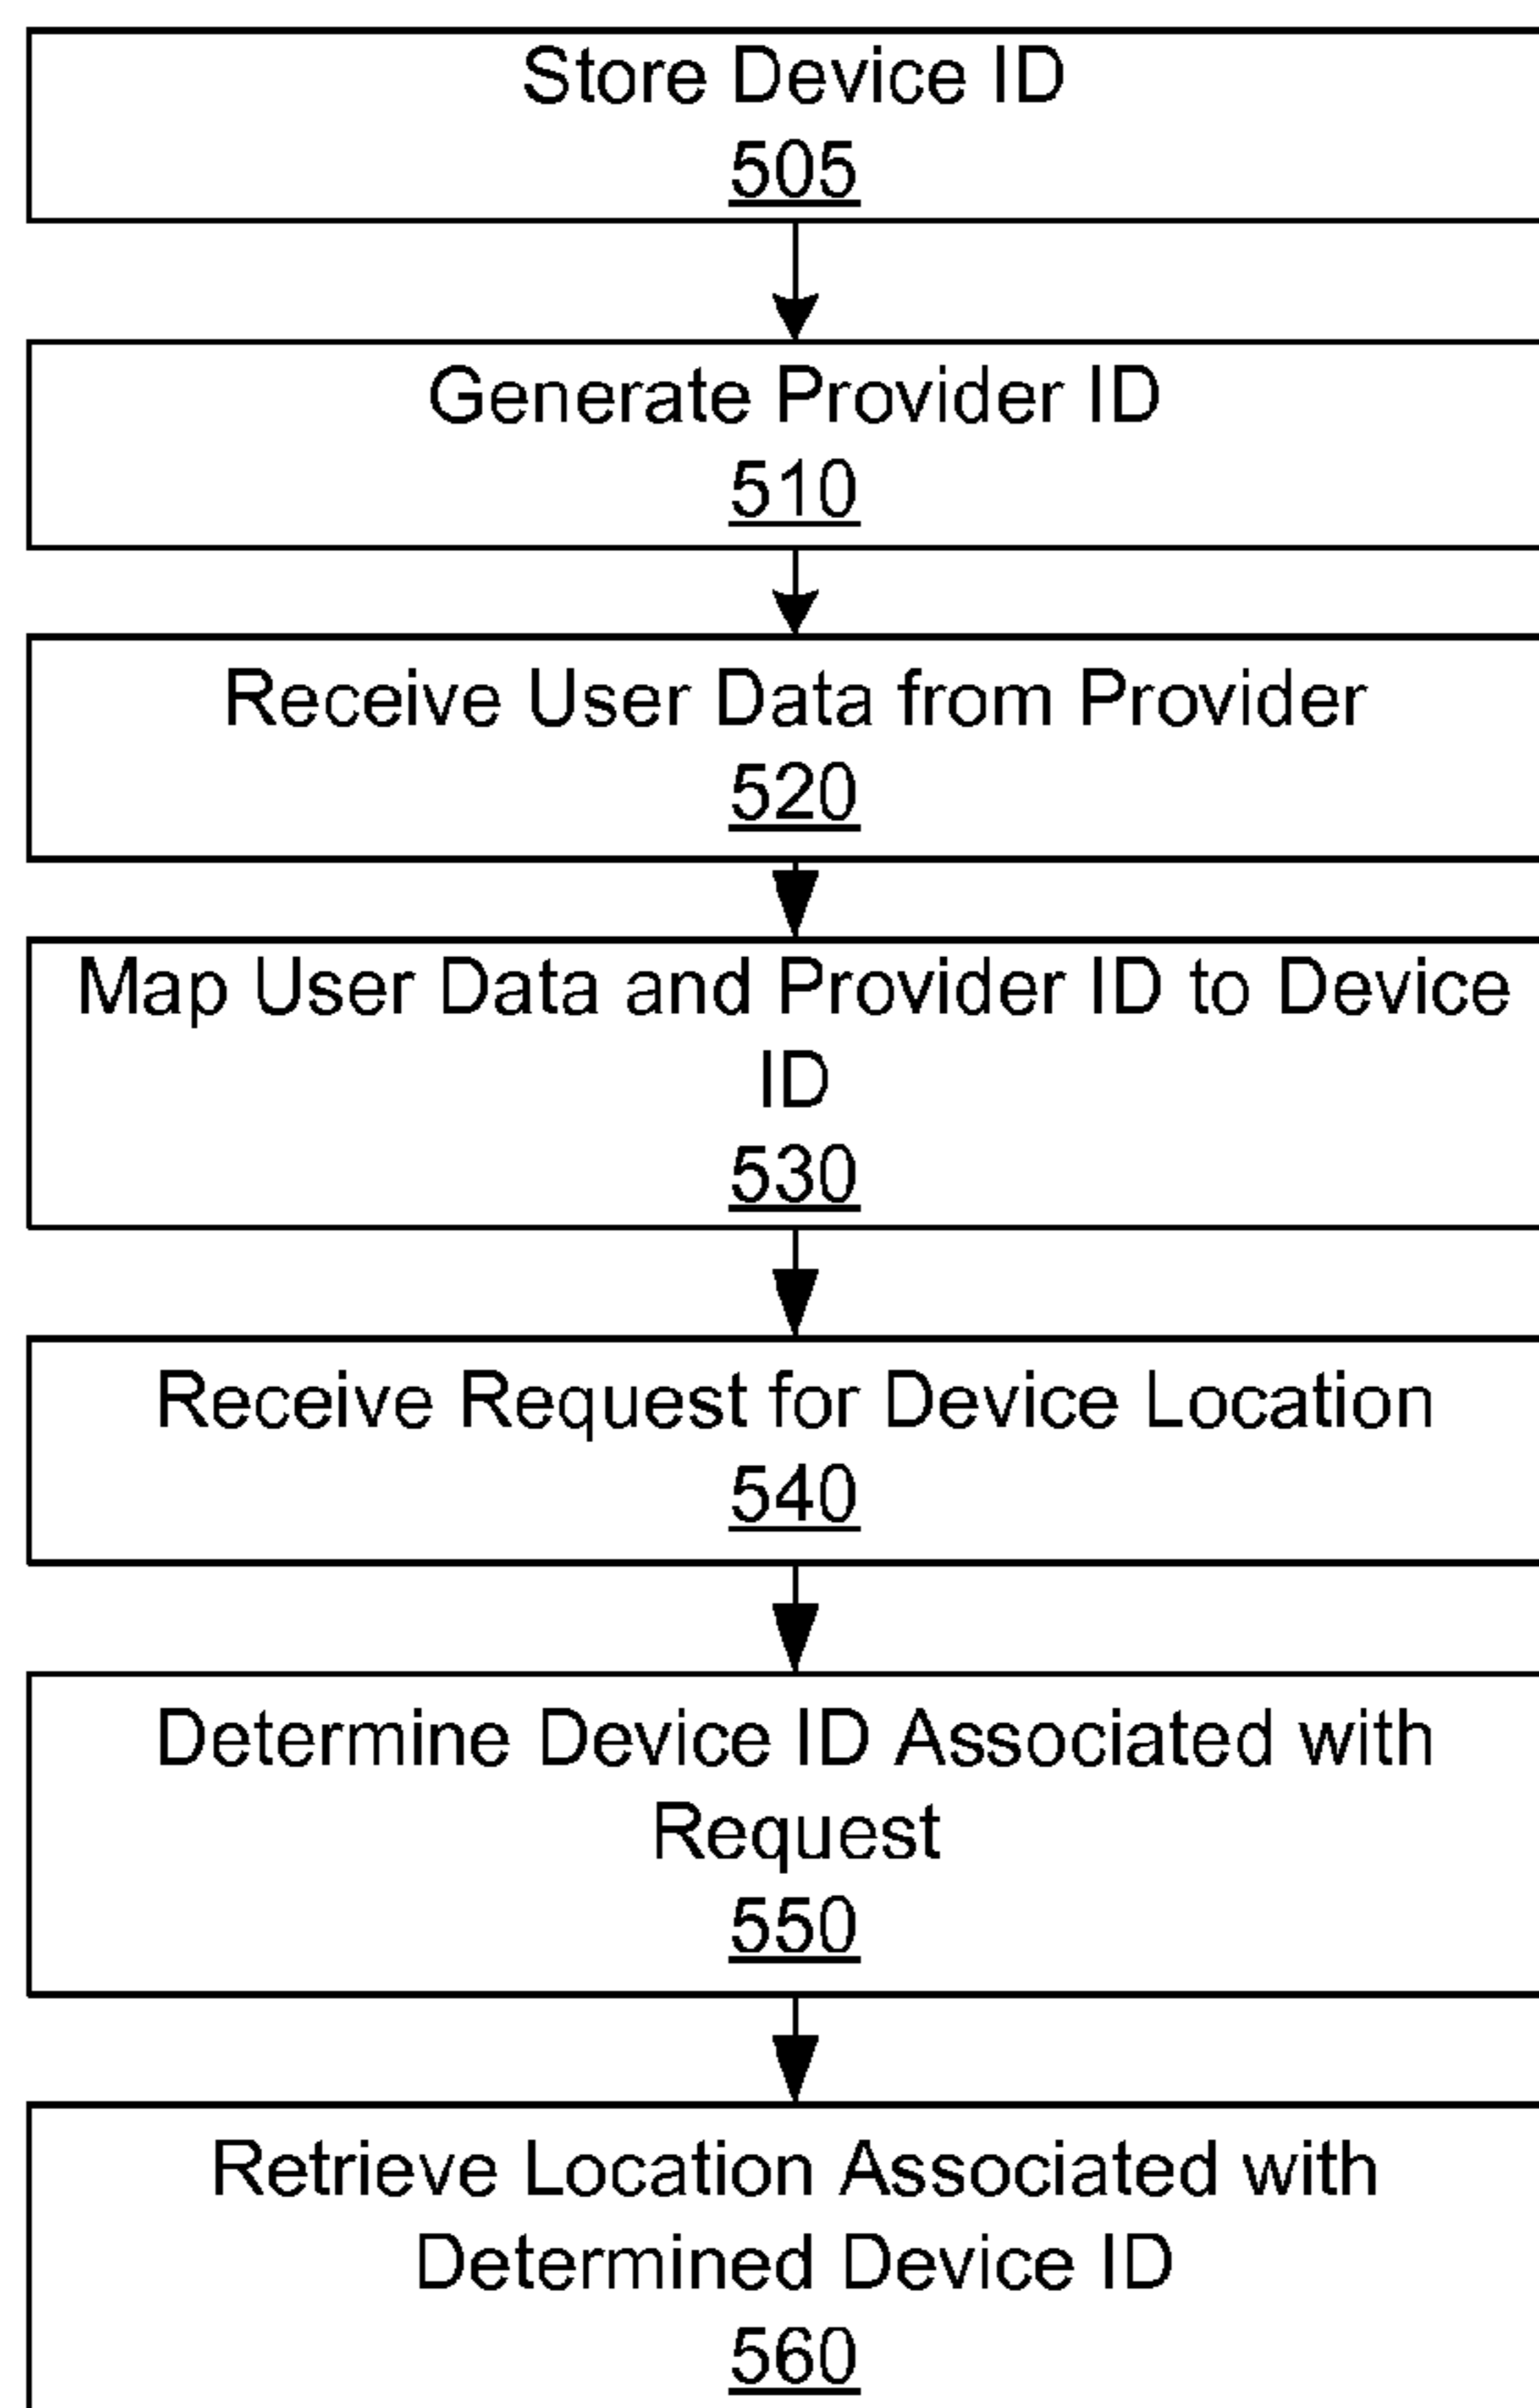 Store Device ID
505
Generate Provider ID
510
Receive User Data from Provider
520
Map User Data and Provider ID to Device
ID
530
Receive Request for Device Location
540
Determine Device ID Associated with
Request
550
Retrieve Location Associated with
Determined Device ID
560